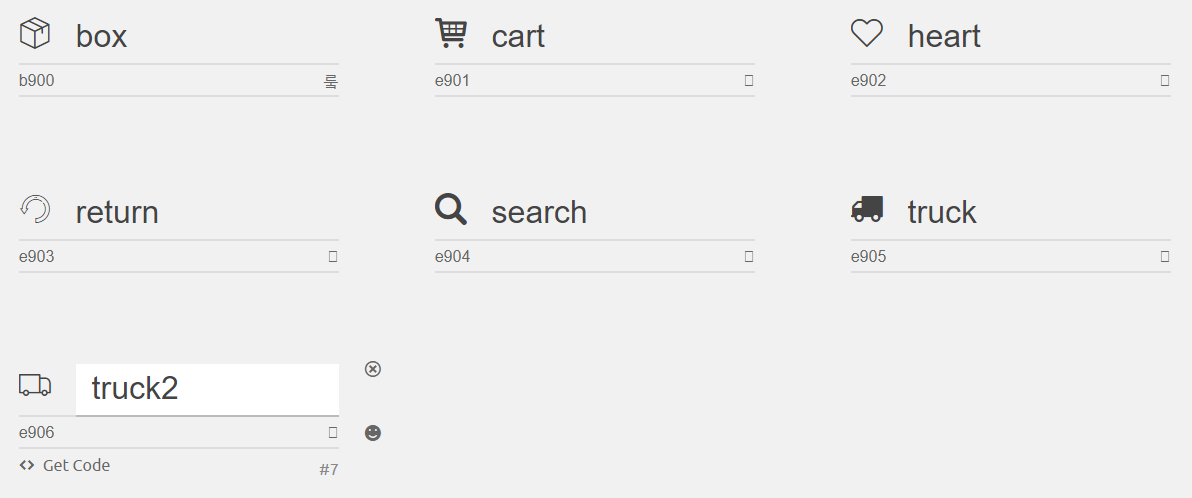 box
cart
heart
b900 뤀
e901
e902
return
search
truck
e903
e904
e905
truck2
e906
Get Code
#7